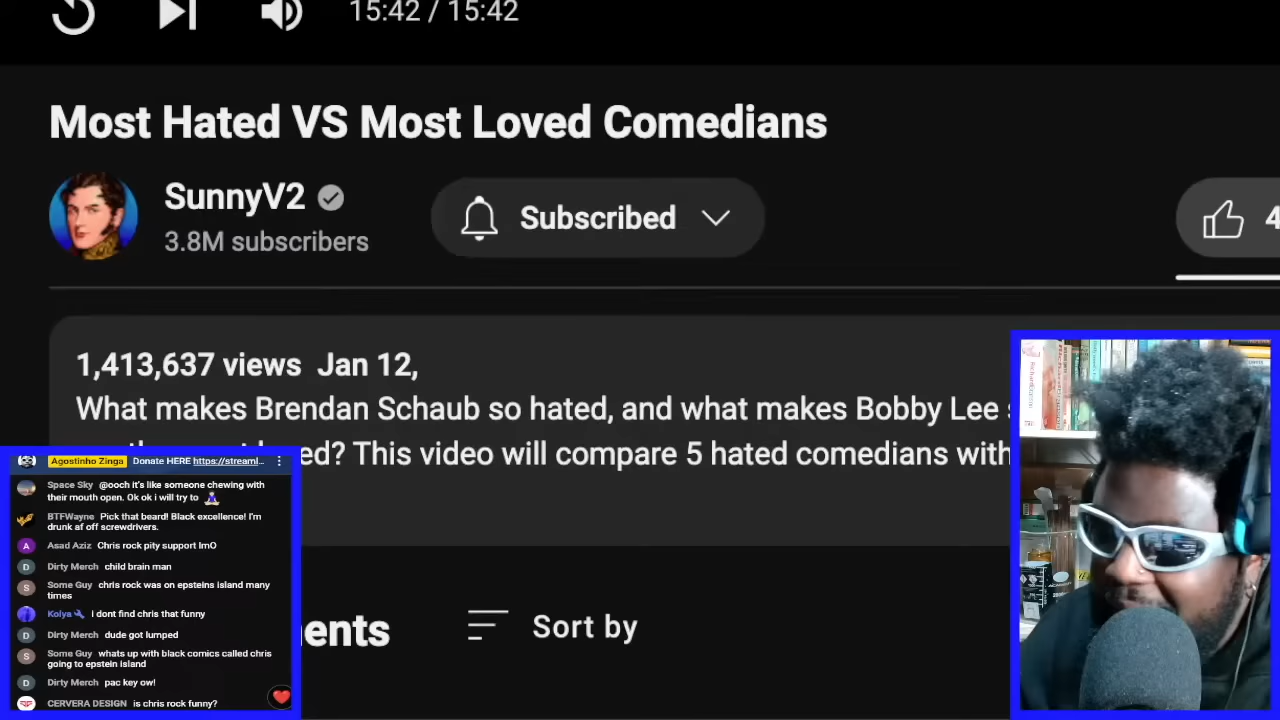 15:42 / 15:42
Most Hated VS Most Loved Comedians
SunnyV2
3.8M subscribers
Subscribed
4
1,413,637 views Jan 12,
What makes Brendan Schaub so hated, and what makes Bobby Lee
ed? This video will compare 5 hated comedians with
ents
Sort by
Agostinho Zinga Donate HERE https://streaml...
Space Sky @ooch it's like someone chewing with
their mouth open. Ok ok i will try to
BTFWayne Pick that beard! Black excellence! I'm
drunk af off screwdrivers.
A Asad Aziz Chris rock pity support lmO
D Dirty Merch child brain man
S Some Guy chris rock was on epsteins island many
times
Kolya i dont find chris that funny
D Dirty Merch dude got lumped
S Some Guy whats up with black comics called chris
going to epstein island
D Dirty Merch pac key ow!
CERVERA DESIGN is chris rock funny?